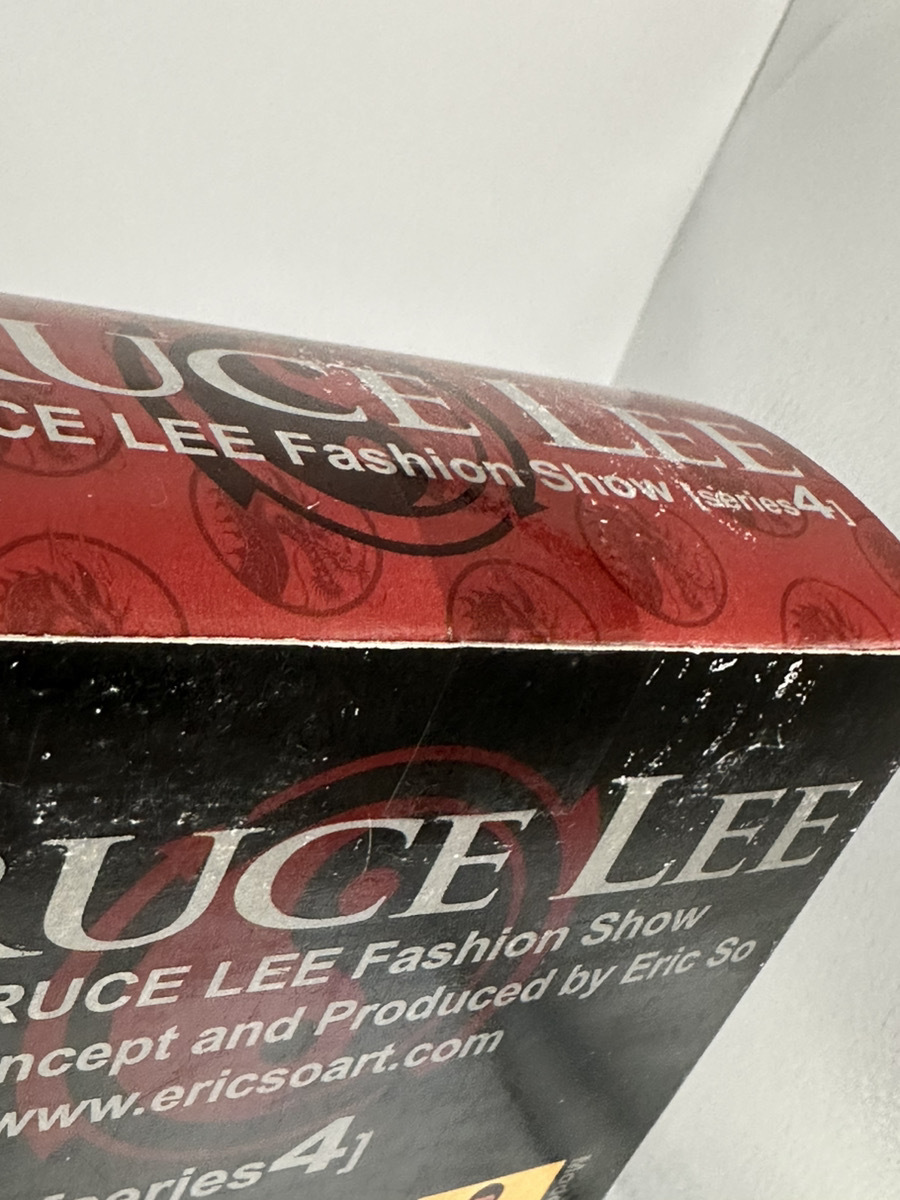 RUCE LEE
CE LEE Fashion Show [series4]
RUCE LEE
RUCE LEE Fashion Show
ncept and Produced by Eric So
www.ericsoart.com
[series4]